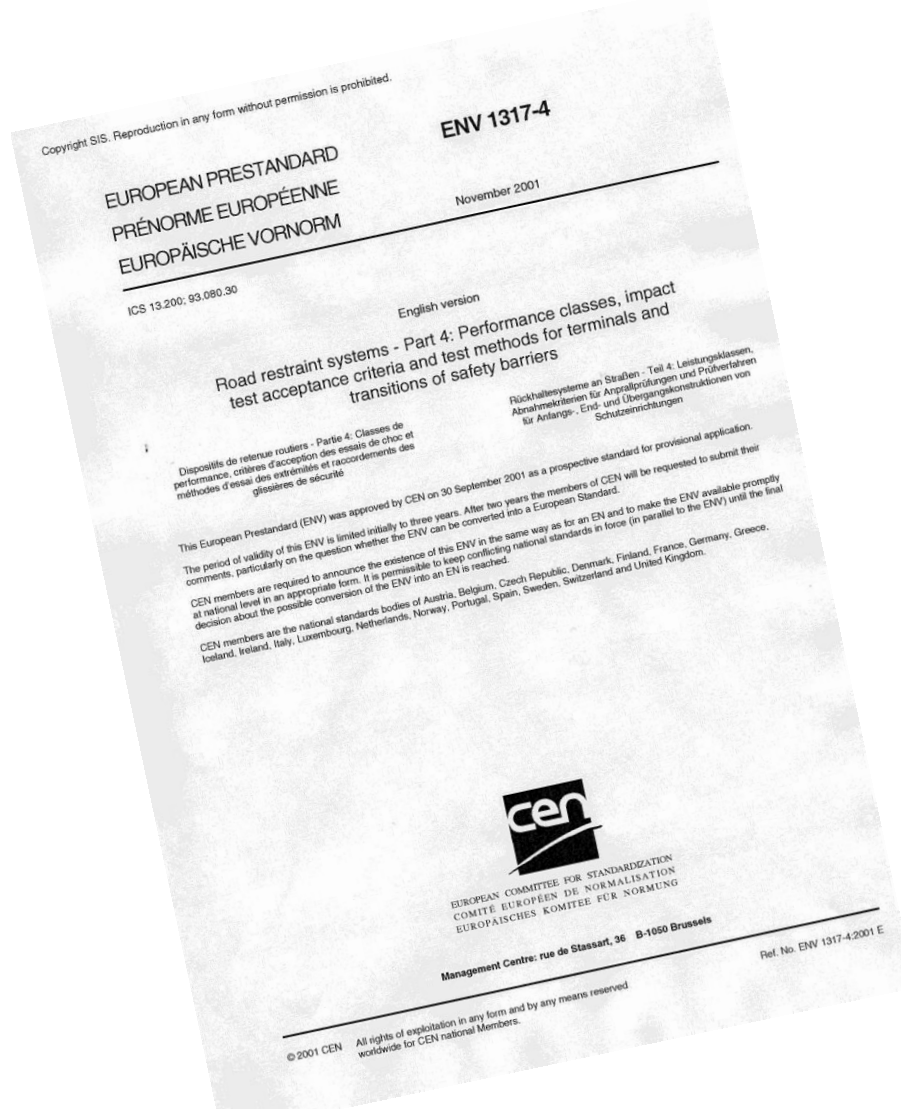 Copyright SIS. Reproduction in any form without permission is prohibited.
EUROPEAN PRESTANDARD
PRÉNORME EUROPÉENNE
EUROPÄISCHE VORNORM
ENV 1317-4
November 2001
ICS 13.200; 93.080.30
English version
Road restraint systems - Part 4: Performance classes, impact
test acceptance criteria and test methods for terminals and
transitions of safety barriers
Dispositifs de retenue routiers - Partie 4: Classes de
performance, critères d'acception des essais de choc et
méthodes d'essai des extrémités et raccordements des
glissières de sécurité
Rückhaltesysteme an Straßen - Teil 4: Leistungsklassen,
Abnahmekriterien für Anprallprüfungen und Prüfverfahren
für Anfangs-, End- und Übergangskonstruktionen von
Schutzeinrichtungen
This European Prestandard (ENV) was approved by CEN on 30 September 2001 as a prospective standard for provisional application.
The period of validity of this ENV is limited initially to three years. After two years the members of CEN will be requested to submit their
comments, particularly on the question whether the ENV can be converted into a European Standard.
CEN members are required to announce the existence of this ENV in the same way as for an EN and to make the ENV available promptly
at national level in an appropriate form. It is permissible to keep conflicting national standards in force (in parallel to the ENV) until the final
decision about the possible conversion of the ENV into an EN is reached.
CEN members are the national standards bodies of Austria, Belgium, Czech Republic, Denmark, Finland, France, Germany, Greece,
Iceland, Ireland, Italy, Luxembourg, Netherlands, Norway, Portugal, Spain, Sweden, Switzerland and United Kingdom.
cen
EUROPEAN COMMITTEE FOR STANDARDIZATION
COMITÉ EUROPÉEN DE NORMALISATION
EUROPÄISCHES KOMITEE FÜR NORMUNG
Management Centre: rue de Stassart, 36 B-1050 Brussels
© 2001 CEN
All rights of exploitation in any form and by any means reserved
worldwide for CEN national Members.
Ref. No. ENV 1317-4:2001 E